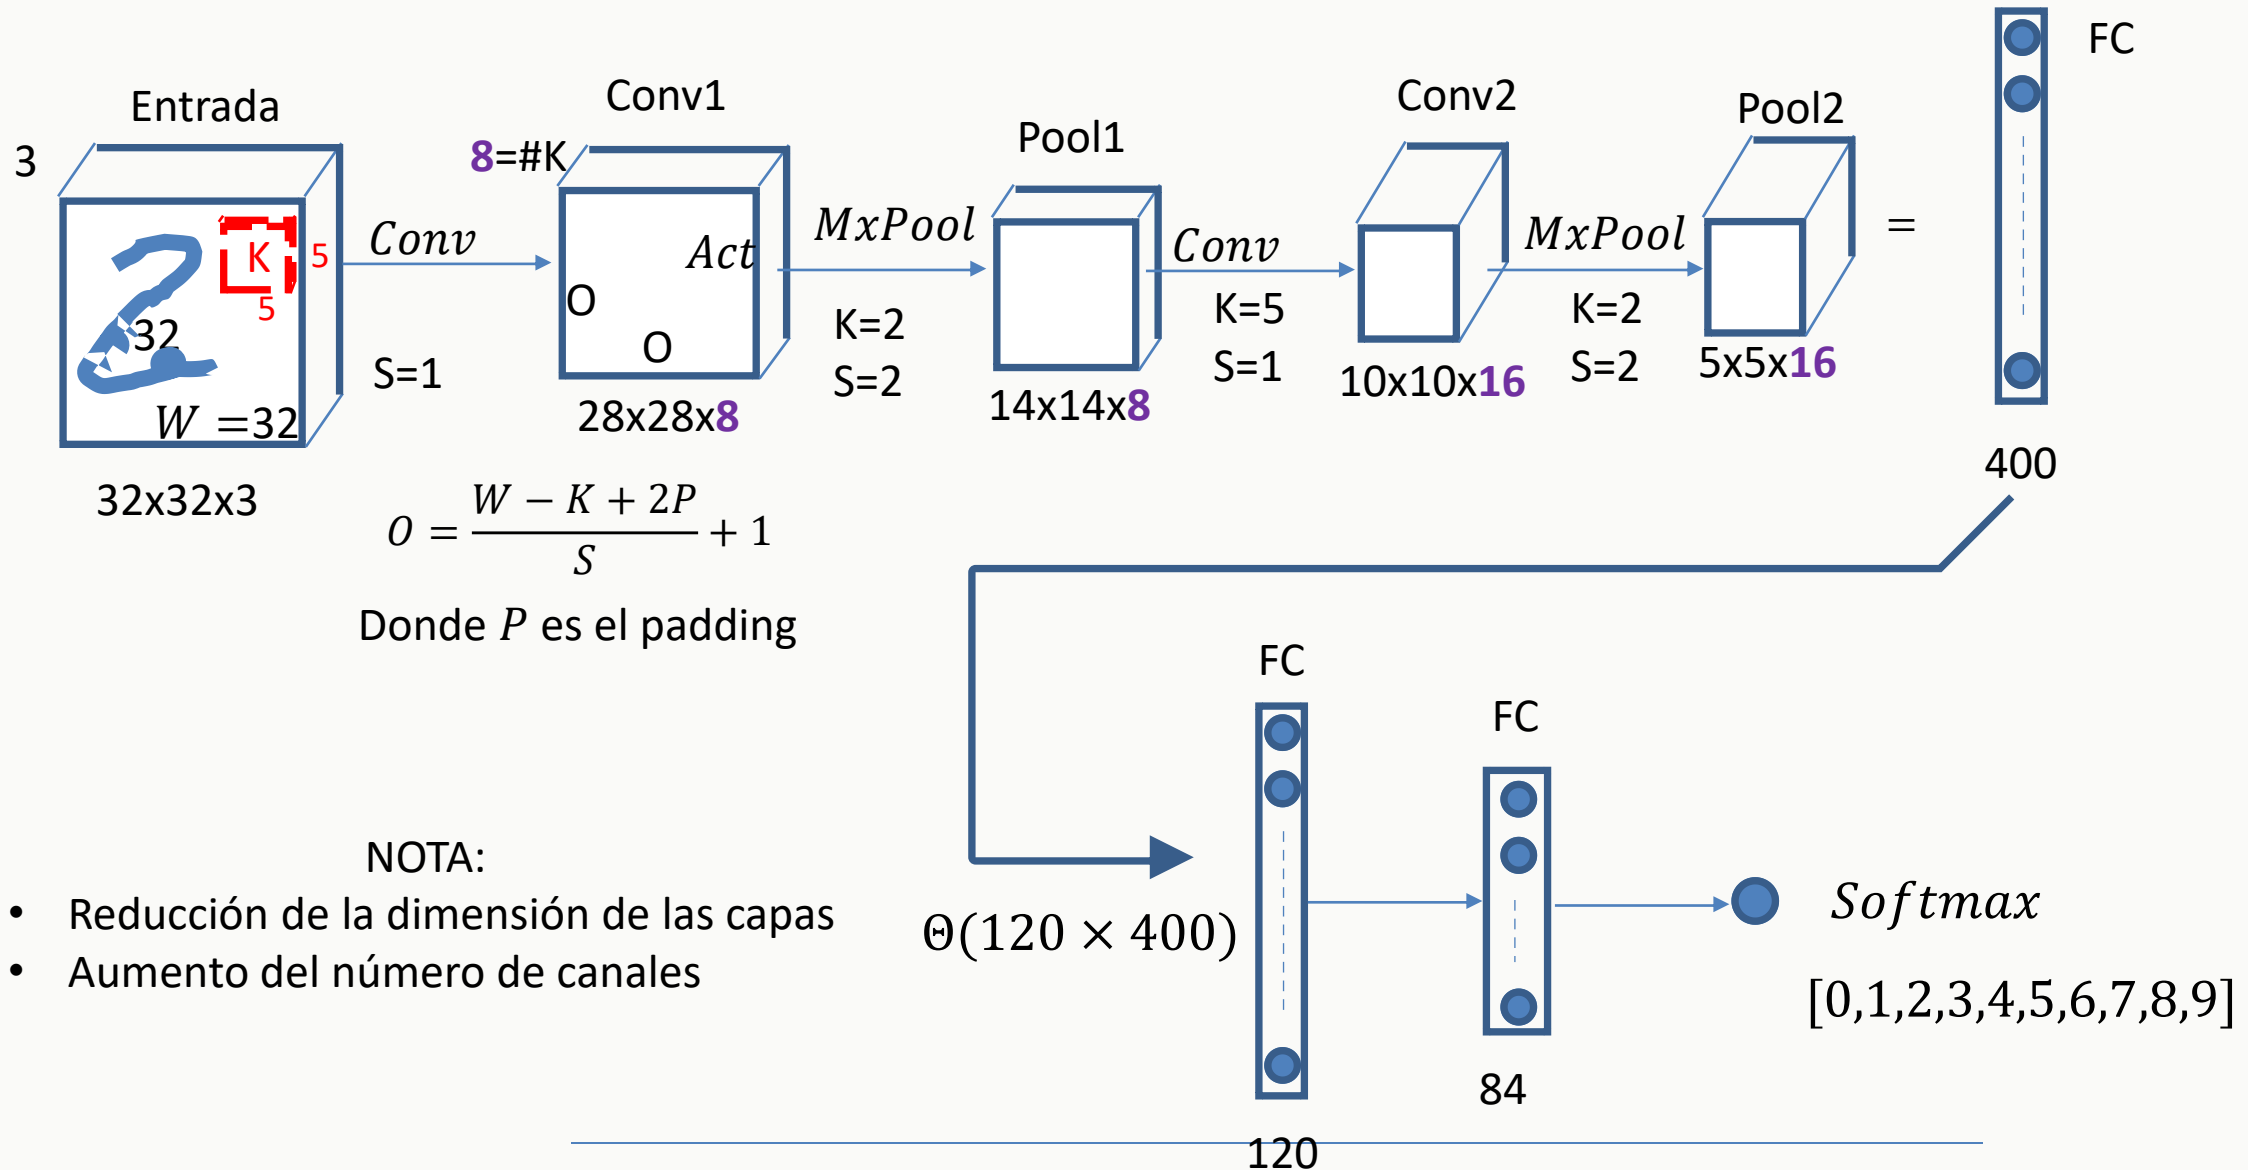 Entrada
3
K
5
5
32
W =32
32x32x3
Conv
S=1
Conv1
8=#K
Act
O
O
28x28x8
O = \frac{W − K + 2P}{S} + 1
Donde P es el padding
MxPool
K=2
S=2
Pool1
14x14x8
Conv
K=5
S=1
Conv2
10x10x16
MxPool
K=2
S=2
Pool2
5x5x16
=
FC
400
NOTA:
• Reducción de la dimensión de las capas
• Aumento del número de canales
Θ(120 × 400)
FC
120
FC
84
Softmax
[0,1,2,3,4,5,6,7,8,9]